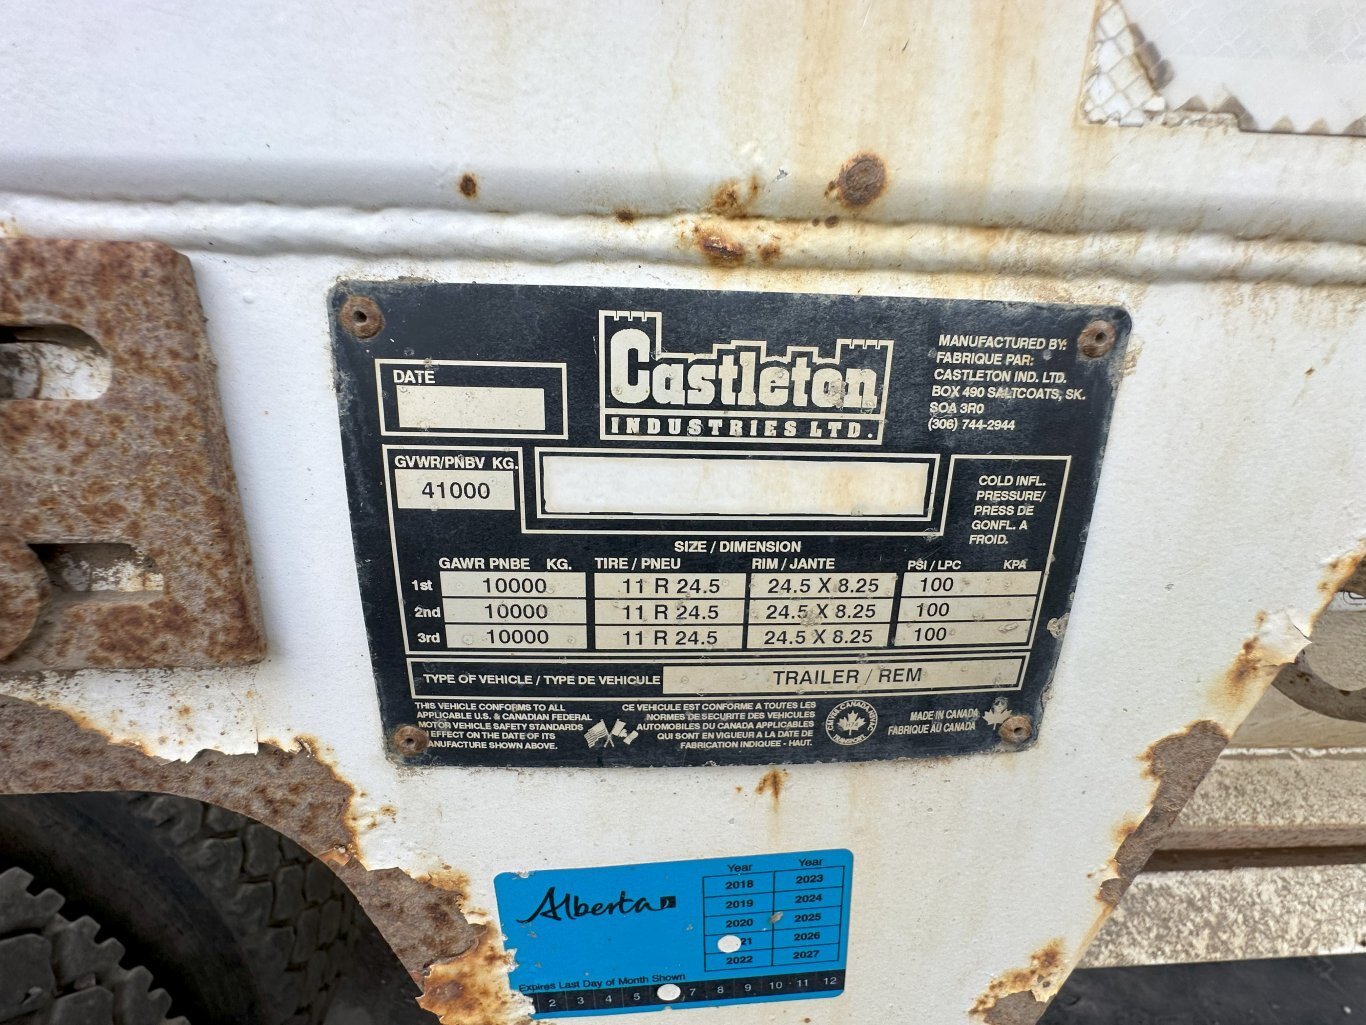 DATE
Castleton
INDUSTRIES LTD.
MANUFACTURED BY:
FABRIQUE PAR:
CASTLETON IND. LTD.
BOX 490 SALTCOATS, SK.
SOA 3R0
(306) 744-2944
GVWR/PNBV KG.
41000
COLD INFL.
PRESSURE/
PRESS DE
GONFL. A
FROID.
SIZE / DIMENSION
GAWR PNBE KG. TIRE / PNEU RIM / JANTE PSI / LPC KPA
1st 10000 11 R 24.5 24.5 X 8.25 100
2nd 10000 11 R 24.5 24.5 X 8.25 100
3rd 10000 11 R 24.5 24.5 X 8.25 100
TYPE OF VEHICLE / TYPE DE VEHICULE TRAILER / REM
THIS VEHICLE CONFORMS TO ALL
APPLICABLE U.S. & CANADIAN FEDERAL
MOTOR VEHICLE SAFETY STANDARDS
EFFECT ON THE DATE OF ITS
MANUFACTURE SHOWN ABOVE.
CE VEHICULE EST CONFORME A TOUTES LES
NORMES DE SECURITE DES VEHICULES
AUTOMOBILES DU CANADA APPLICABLES
QUI SONT EN VIGUEUR A LA DATE DE
FABRICATION INDIQUEE - HAUT.
CANADA
TRANSPORT
MADE IN CANADA
FABRIQUE AU CANADA
Alberta
Year Year
2018 2023
2019 2024
2020 2025
21 2026
2022 2027
Expires Last Day of Month Shown
2 3 4 5 7 8 9 10 11 12